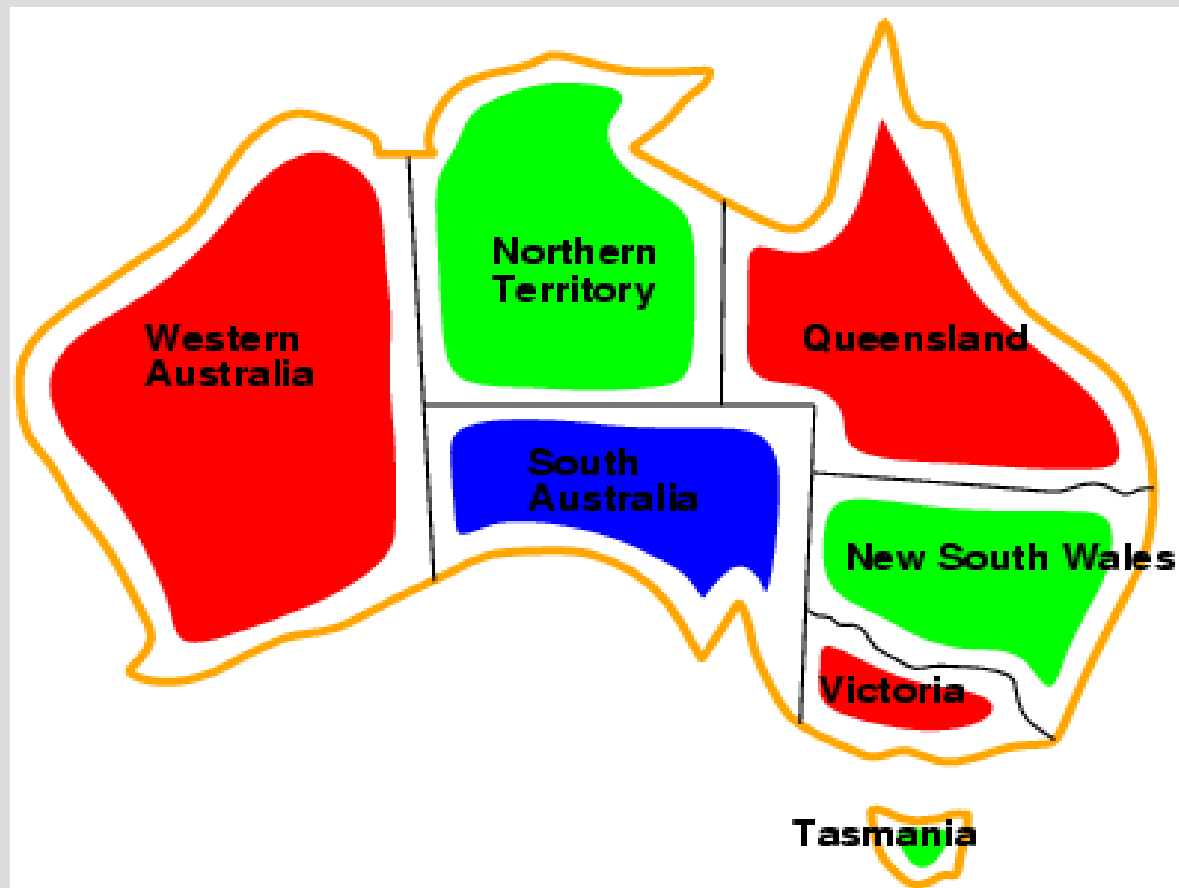 Northern
Territory
Western
Australia
Queensland
South
Australia
New South Wales
Victoria
Tasmania